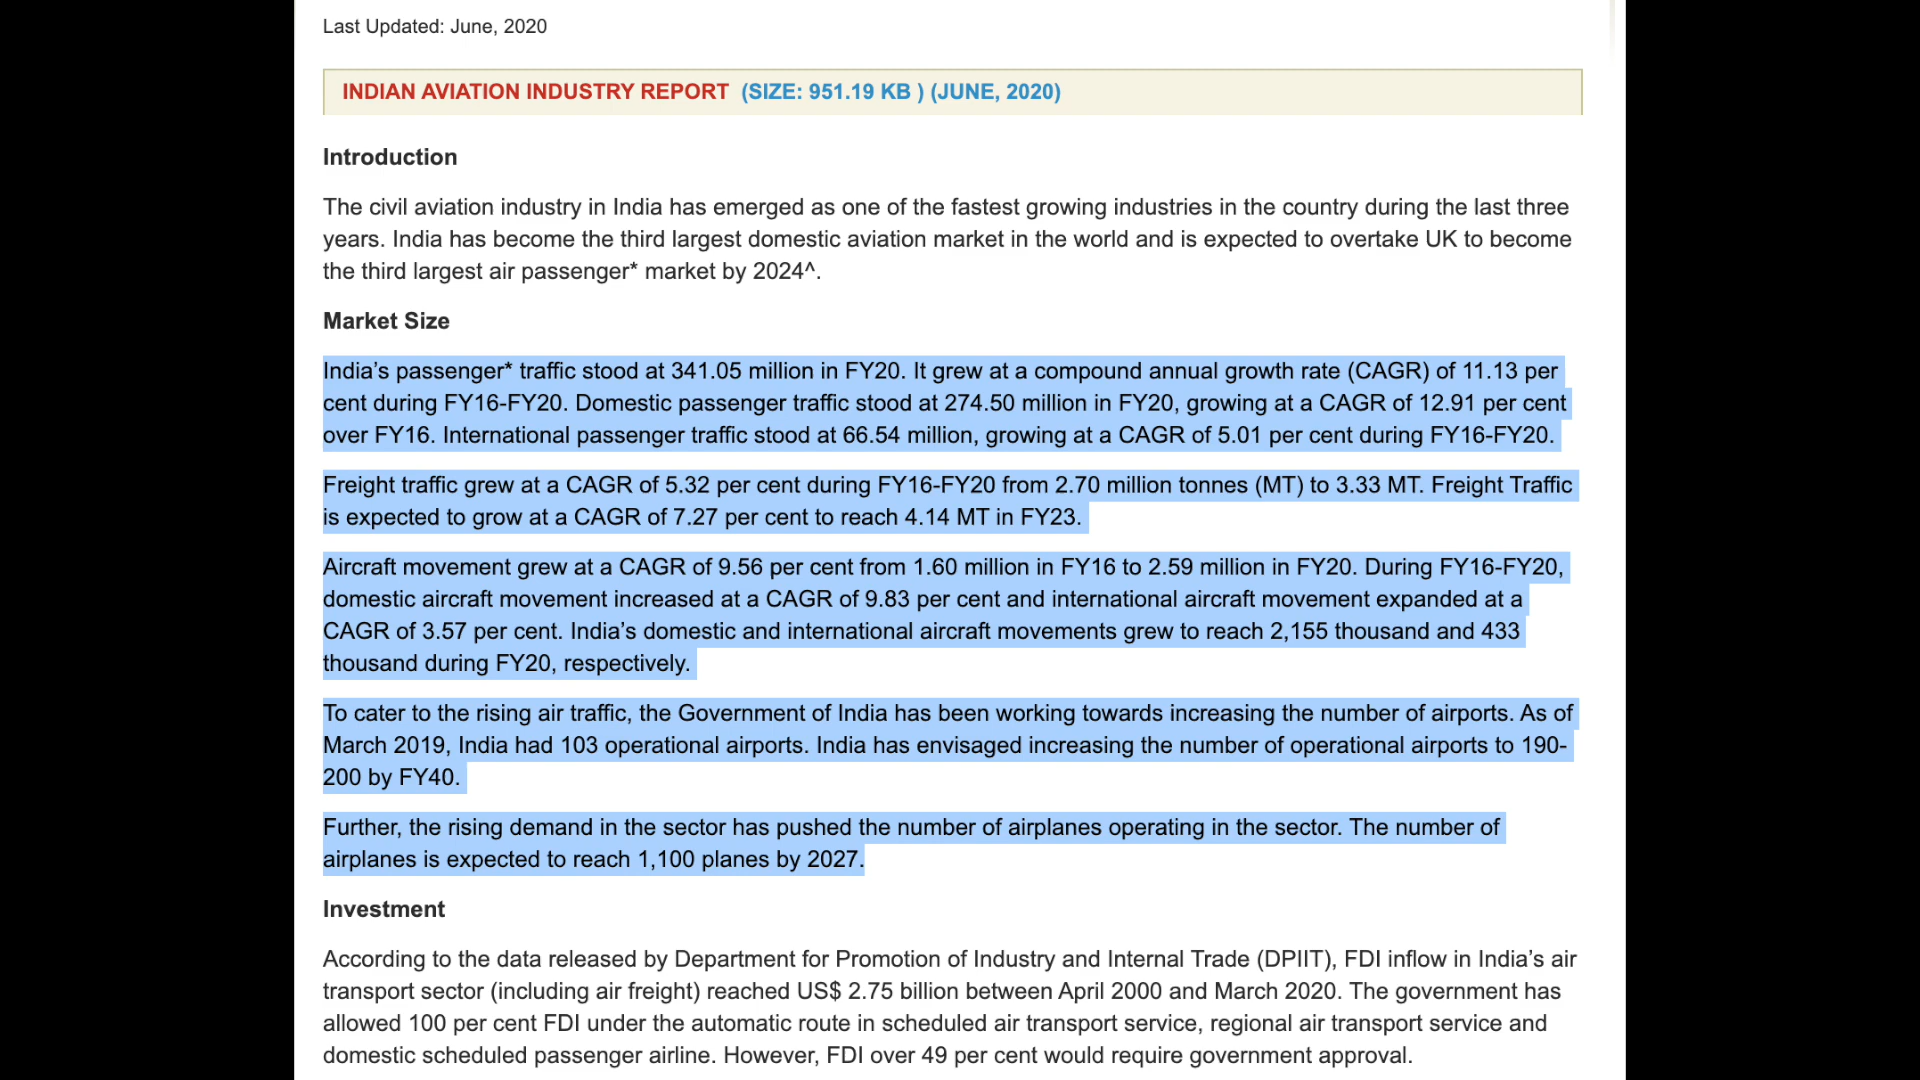 Last Updated: June, 2020
INDIAN AVIATION INDUSTRY REPORT (SIZE: 951.19 KB ) (JUNE, 2020)
Introduction
The civil aviation industry in India has emerged as one of the fastest growing industries in the country during the last three
years. India has become the third largest domestic aviation market in the world and is expected to overtake UK to become
the third largest air passenger* market by 2024^.
Market Size
India’s passenger* traffic stood at 341.05 million in FY20. It grew at a compound annual growth rate (CAGR) of 11.13 per
cent during FY16-FY20. Domestic passenger traffic stood at 274.50 million in FY20, growing at a CAGR of 12.91 per cent
over FY16. International passenger traffic stood at 66.54 million, growing at a CAGR of 5.01 per cent during FY16-FY20.
Freight traffic grew at a CAGR of 5.32 per cent during FY16-FY20 from 2.70 million tonnes (MT) to 3.33 MT. Freight Traffic
is expected to grow at a CAGR of 7.27 per cent to reach 4.14 MT in FY23.
Aircraft movement grew at a CAGR of 9.56 per cent from 1.60 million in FY16 to 2.59 million in FY20. During FY16-FY20,
domestic aircraft movement increased at a CAGR of 9.83 per cent and international aircraft movement expanded at a
CAGR of 3.57 per cent. India’s domestic and international aircraft movements grew to reach 2,155 thousand and 433
thousand during FY20, respectively.
To cater to the rising air traffic, the Government of India has been working towards increasing the number of airports. As of
March 2019, India had 103 operational airports. India has envisaged increasing the number of operational airports to 190-
200 by FY40.
Further, the rising demand in the sector has pushed the number of airplanes operating in the sector. The number of
airplanes is expected to reach 1,100 planes by 2027.
Investment
According to the data released by Department for Promotion of Industry and Internal Trade (DPIIT), FDI inflow in India’s air
transport sector (including air freight) reached US$ 2.75 billion between April 2000 and March 2020. The government has
allowed 100 per cent FDI under the automatic route in scheduled air transport service, regional air transport service and
domestic scheduled passenger airline. However, FDI over 49 per cent would require government approval.